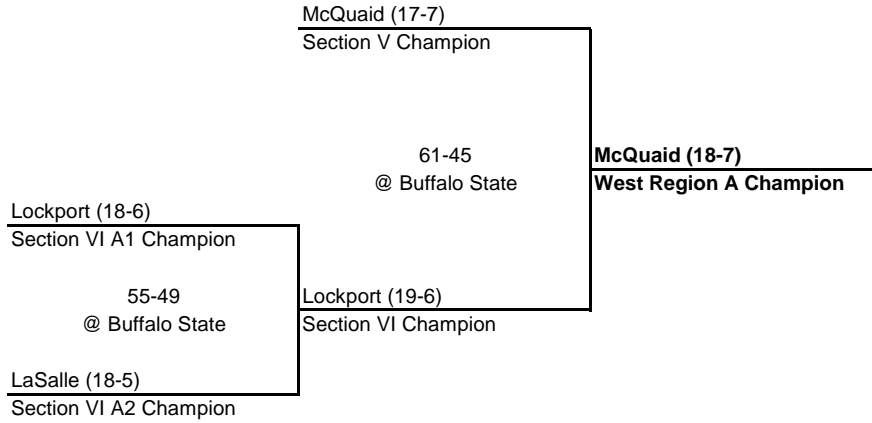 McQuaid (17-7)
Section V Champion
61-45
@ Buffalo State
McQuaid (18-7)
West Region A Champion
Lockport (18-6)
Section VI A1 Champion
55-49
@ Buffalo State
Lockport (19-6)
Section VI Champion
LaSalle (18-5)
Section VI A2 Champion